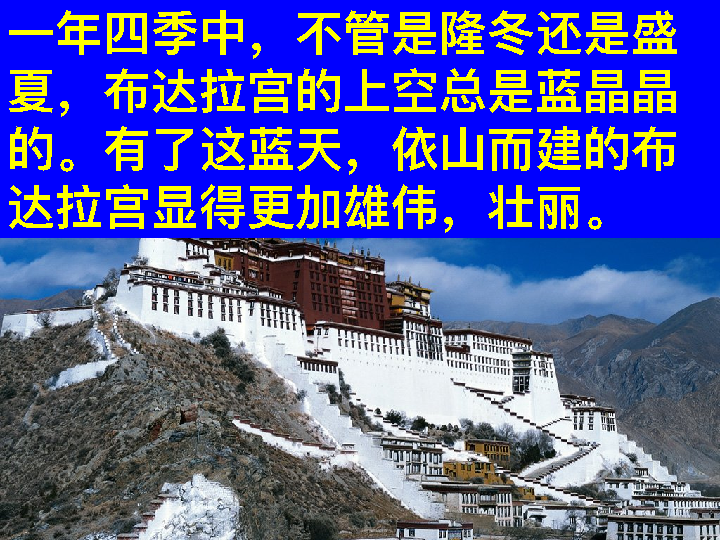 一年四季中，不管是隆冬还是盛
夏，布达拉宫的上空总是蓝晶晶
的。有了这蓝天，依山而建的布
达拉宫显得更加雄伟，壮丽。